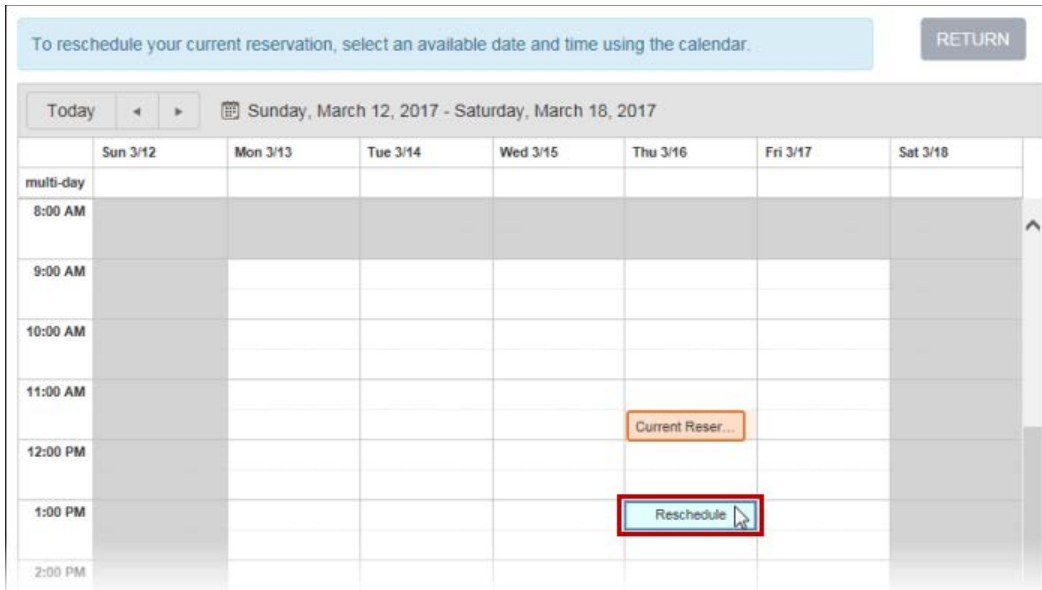 To reschedule your current reservation, select an available date and time using the calendar.
RETURN
Today
Sunday, March 12, 2017 - Saturday, March 18, 2017
Sun 3/12 Mon 3/13 Tue 3/14 Wed 3/15 Thu 3/16 Fri 3/17 Sat 3/18
multi-day
8:00 AM
9:00 AM
10:00 AM
11:00 AM
Current Reser...
12:00 PM
1:00 PM
Reschedule
2:00 PM